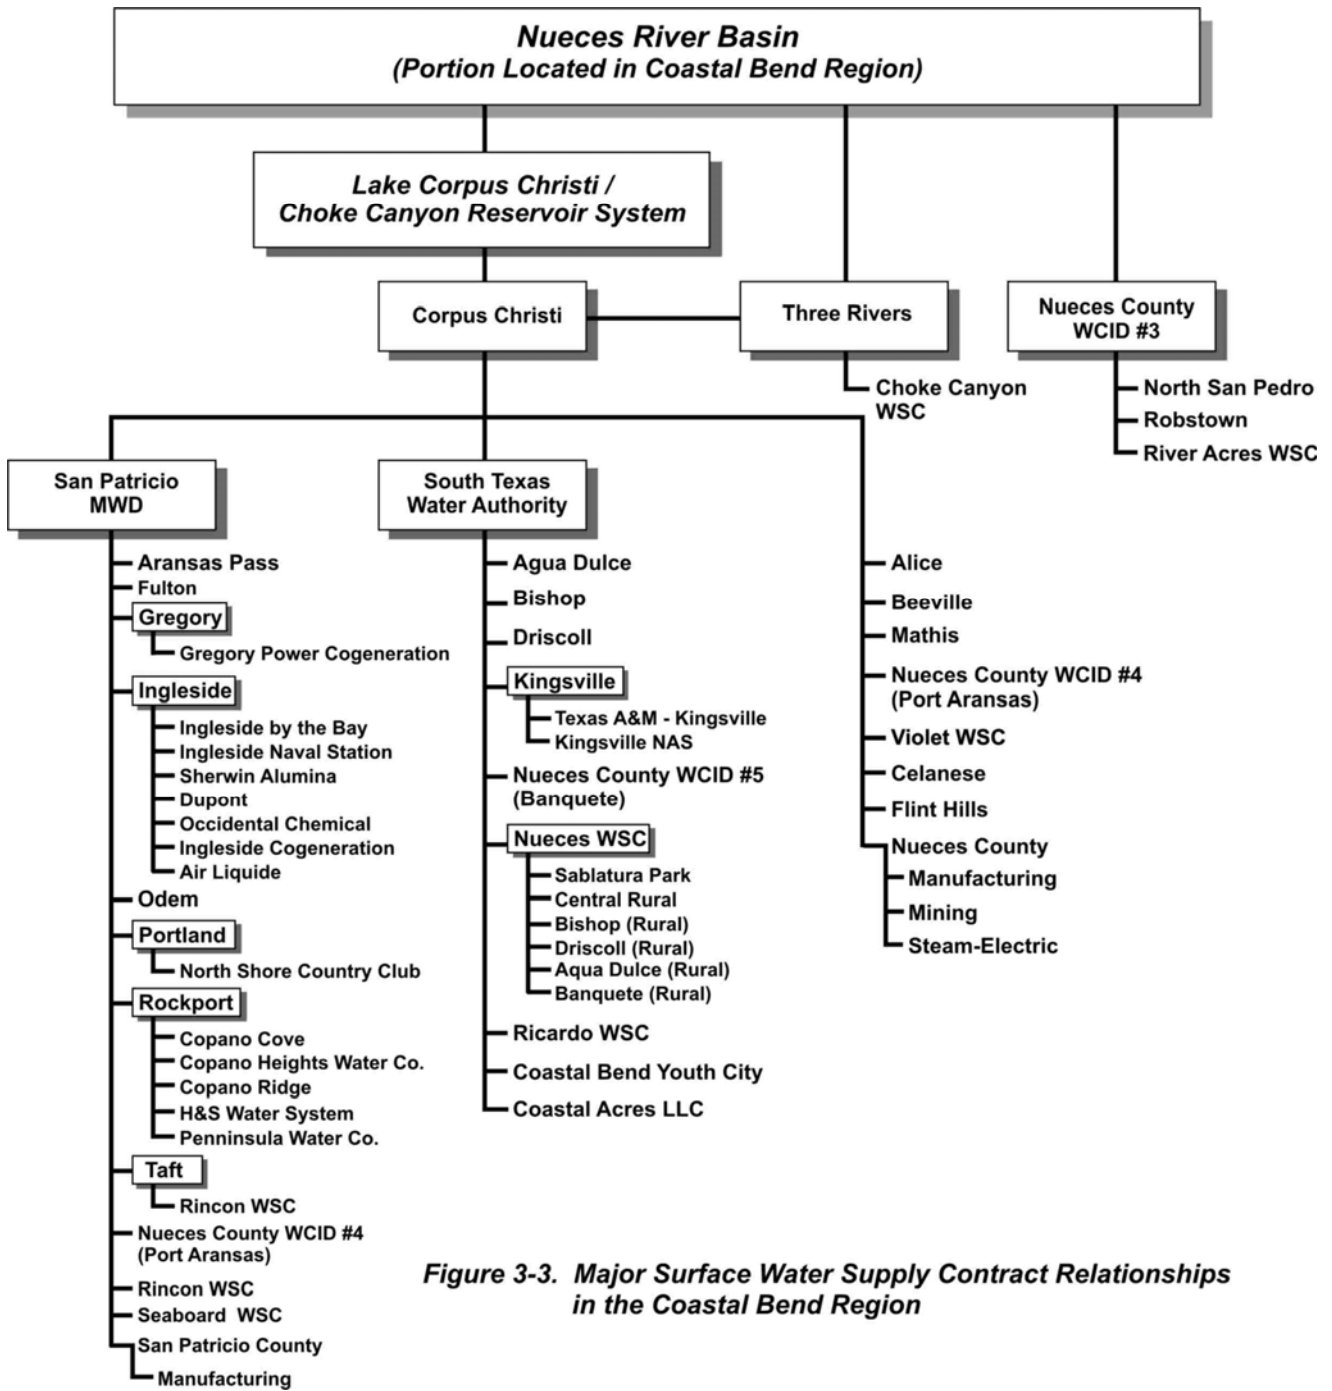 Nueces River Basin
(Portion Located in Coastal Bend Region)
Lake Corpus Christi /
Choke Canyon Reservoir System
Corpus Christi
Three Rivers
Nueces County
WCID #3
Choke Canyon
WSC
North San Pedro
Robstown
River Acres WSC
San Patricio
MWD
Aransas Pass
Fulton
Gregory
Gregory Power Cogeneration
Ingleside
Ingleside by the Bay
Ingleside Naval Station
Sherwin Alumina
Dupont
Occidental Chemical
Ingleside Cogeneration
Air Liquide
Odem
Portland
North Shore Country Club
Rockport
Copano Cove
Copano Heights Water Co.
Copano Ridge
H&S Water System
Penninsula Water Co.
Taft
Rincon WSC
Nueces County WCID #4
(Port Aransas)
Rincon WSC
Seaboard WSC
San Patricio County
Manufacturing
South Texas
Water Authority
Agua Dulce
Bishop
Driscoll
Kingsville
Texas A&M - Kingsville
Kingsville NAS
Nueces County WCID #5
(Banquete)
Nueces WSC
Sablatura Park
Central Rural
Bishop (Rural)
Driscoll (Rural)
Aqua Dulce (Rural)
Banquete (Rural)
Ricardo WSC
Coastal Bend Youth City
Coastal Acres LLC
Alice
Beeville
Mathis
Nueces County WCID #4
(Port Aransas)
Violet WSC
Celanese
Flint Hills
Nueces County
Manufacturing
Mining
Steam-Electric
Figure 3-3. Major Surface Water Supply Contract Relationships
in the Coastal Bend Region